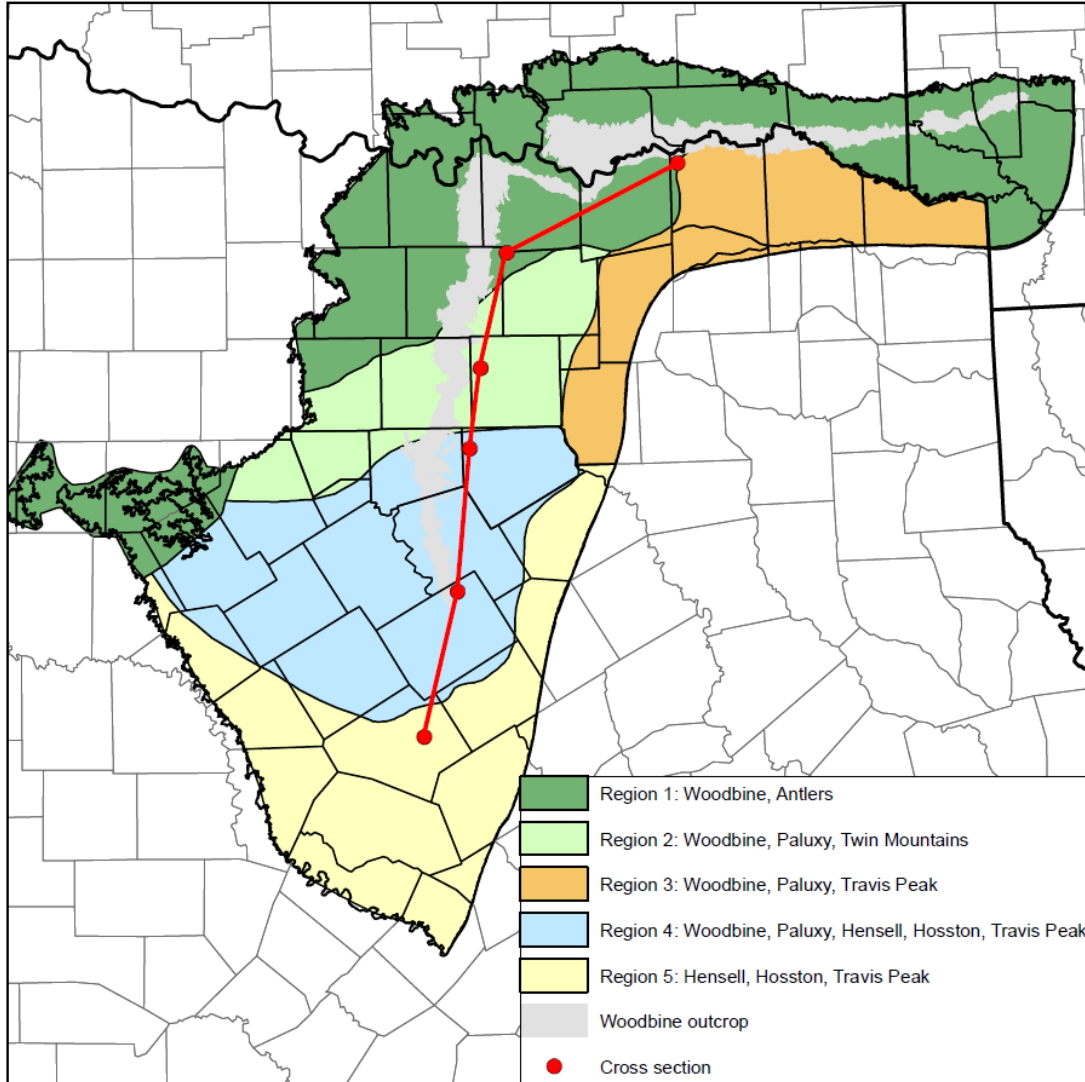 Region 1: Woodbine, Antlers
Region 2: Woodbine, Paluxy, Twin Mountains
Region 3: Woodbine, Paluxy, Travis Peak
Region 4: Woodbine, Paluxy, Hensell, Hosston, Travis Peak
Region 5: Hensell, Hosston, Travis Peak
Woodbine outcrop
Cross section